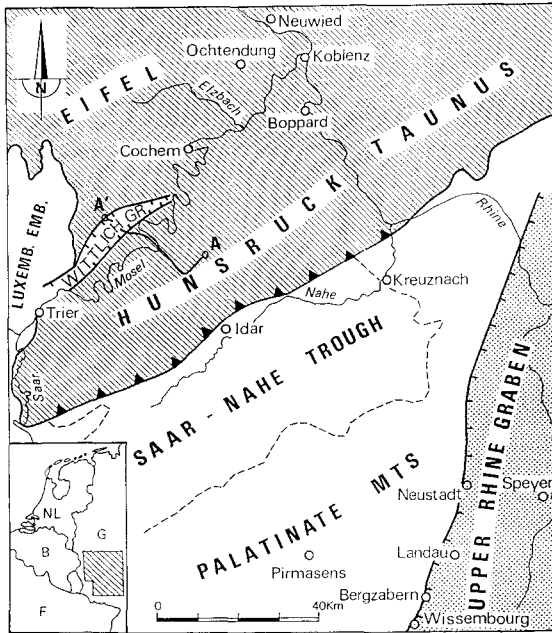 Neuwied
Ochtendung
Koblenz
N
EIFEL
Elzbach
Boppard
Cochem
HUNSRUCK TAUNUS
A'
WITTLICH GR.
A
LUXEMB. EMB.
Mosel
Rhine
Trier
Kreuznach
Nahe
Idar
Saar
SAAR - NAHE TROUGH
UPPER RHINE GRABEN
PALATINATE MTS
NL
G
B
F
Neustadt
Speyer
Landau
Pirmasens
Bergzabern
Wissembourg
0 40Km